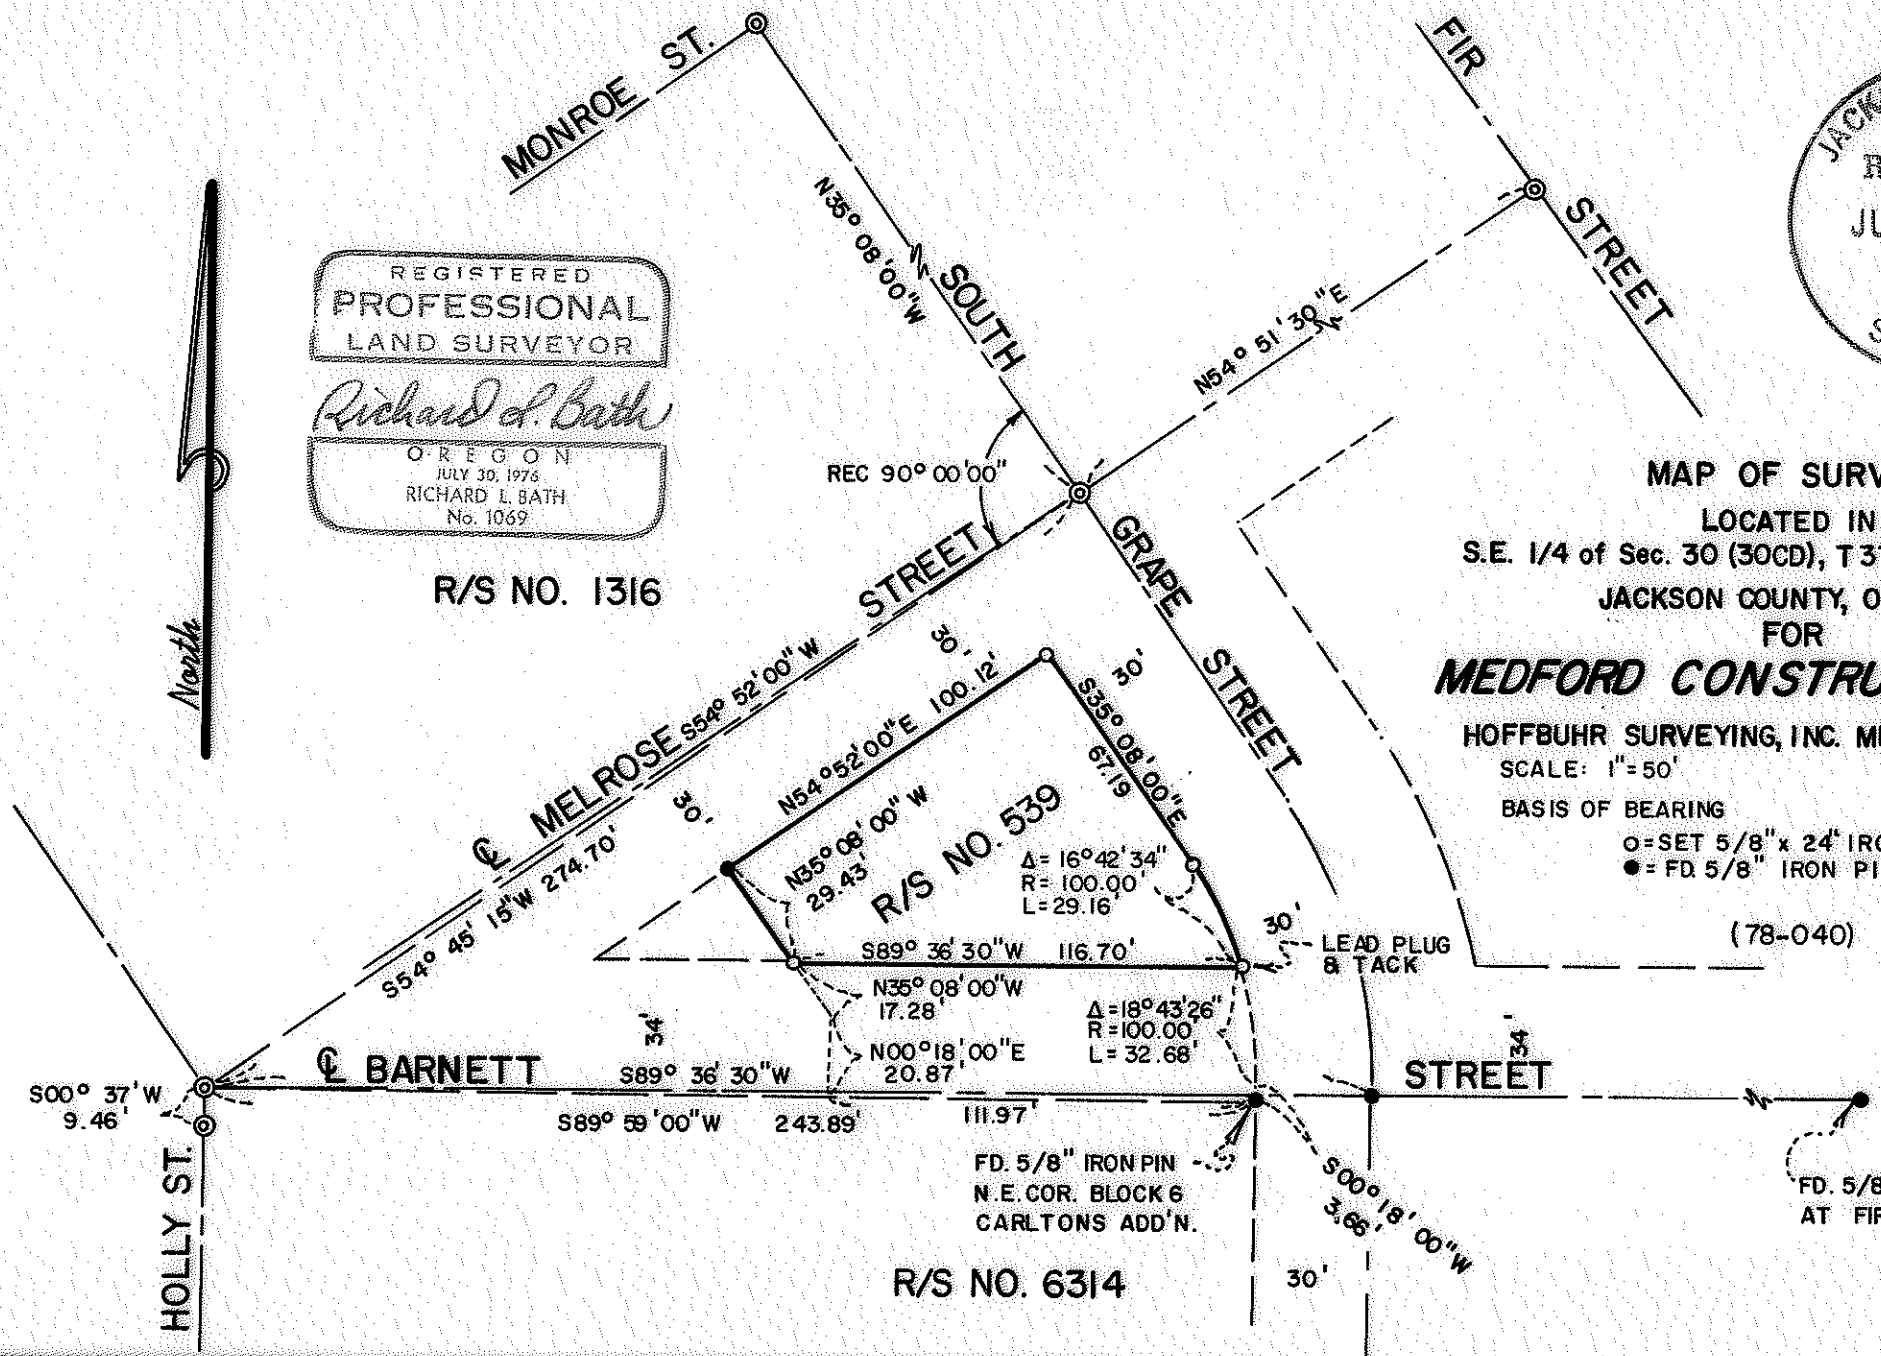 MONROE ST.
FIR
STREET
N35° 08' 00" W
SOUTH
N54° 51' 30" E
REGISTERED
PROFESSIONAL
LAND SURVEYOR
Richard L. Bath
OREGON
JULY 30, 1976
RICHARD L. BATH
No. 1069
R/S NO. 1316
North
REC 90° 00' 00"
GRAPE
STREET
MAP OF SURV
LOCATED IN
S.E. 1/4 of Sec. 30 (30CD), T 3
JACKSON COUNTY, O
FOR
MEDFORD CONSTRU
HOFFBUHR SURVEYING, INC. M
SCALE: 1"=50'
BASIS OF BEARING
O=SET 5/8" x 24" IR
●= FD. 5/8" IRON PI
(78-040)
℄ MELROSE STREET
S54° 52' 00" W
S54° 45' 15" W 274.70'
30'
30'
30'
N54° 52' 00" E 100.12'
S35° 08' 00" E
67.19
N35° 08' 00" W
29.43'
R/S NO. 539
Δ= 16° 42' 34"
R= 100.00'
L= 29.16'
S89° 36' 30" W 116.70'
30'
LEAD PLUG
& TACK
N35° 08' 00" W
17.28'
Δ= 18° 43' 26"
R= 100.00'
L= 32.68'
34'
34'
N00° 18' 00" E
20.87'
℄ BARNETT STREET
S89° 36' 30" W
S89° 59' 00" W 243.89'
111.97'
S00° 37' W
9.46'
HOLLY ST.
FD. 5/8" IRON PIN
N.E. COR. BLOCK 6
CARLTONS ADD'N.
S00° 18' 00" W
3.66'
30'
R/S NO. 6314
FD. 5/8
AT FI
JACK
JU